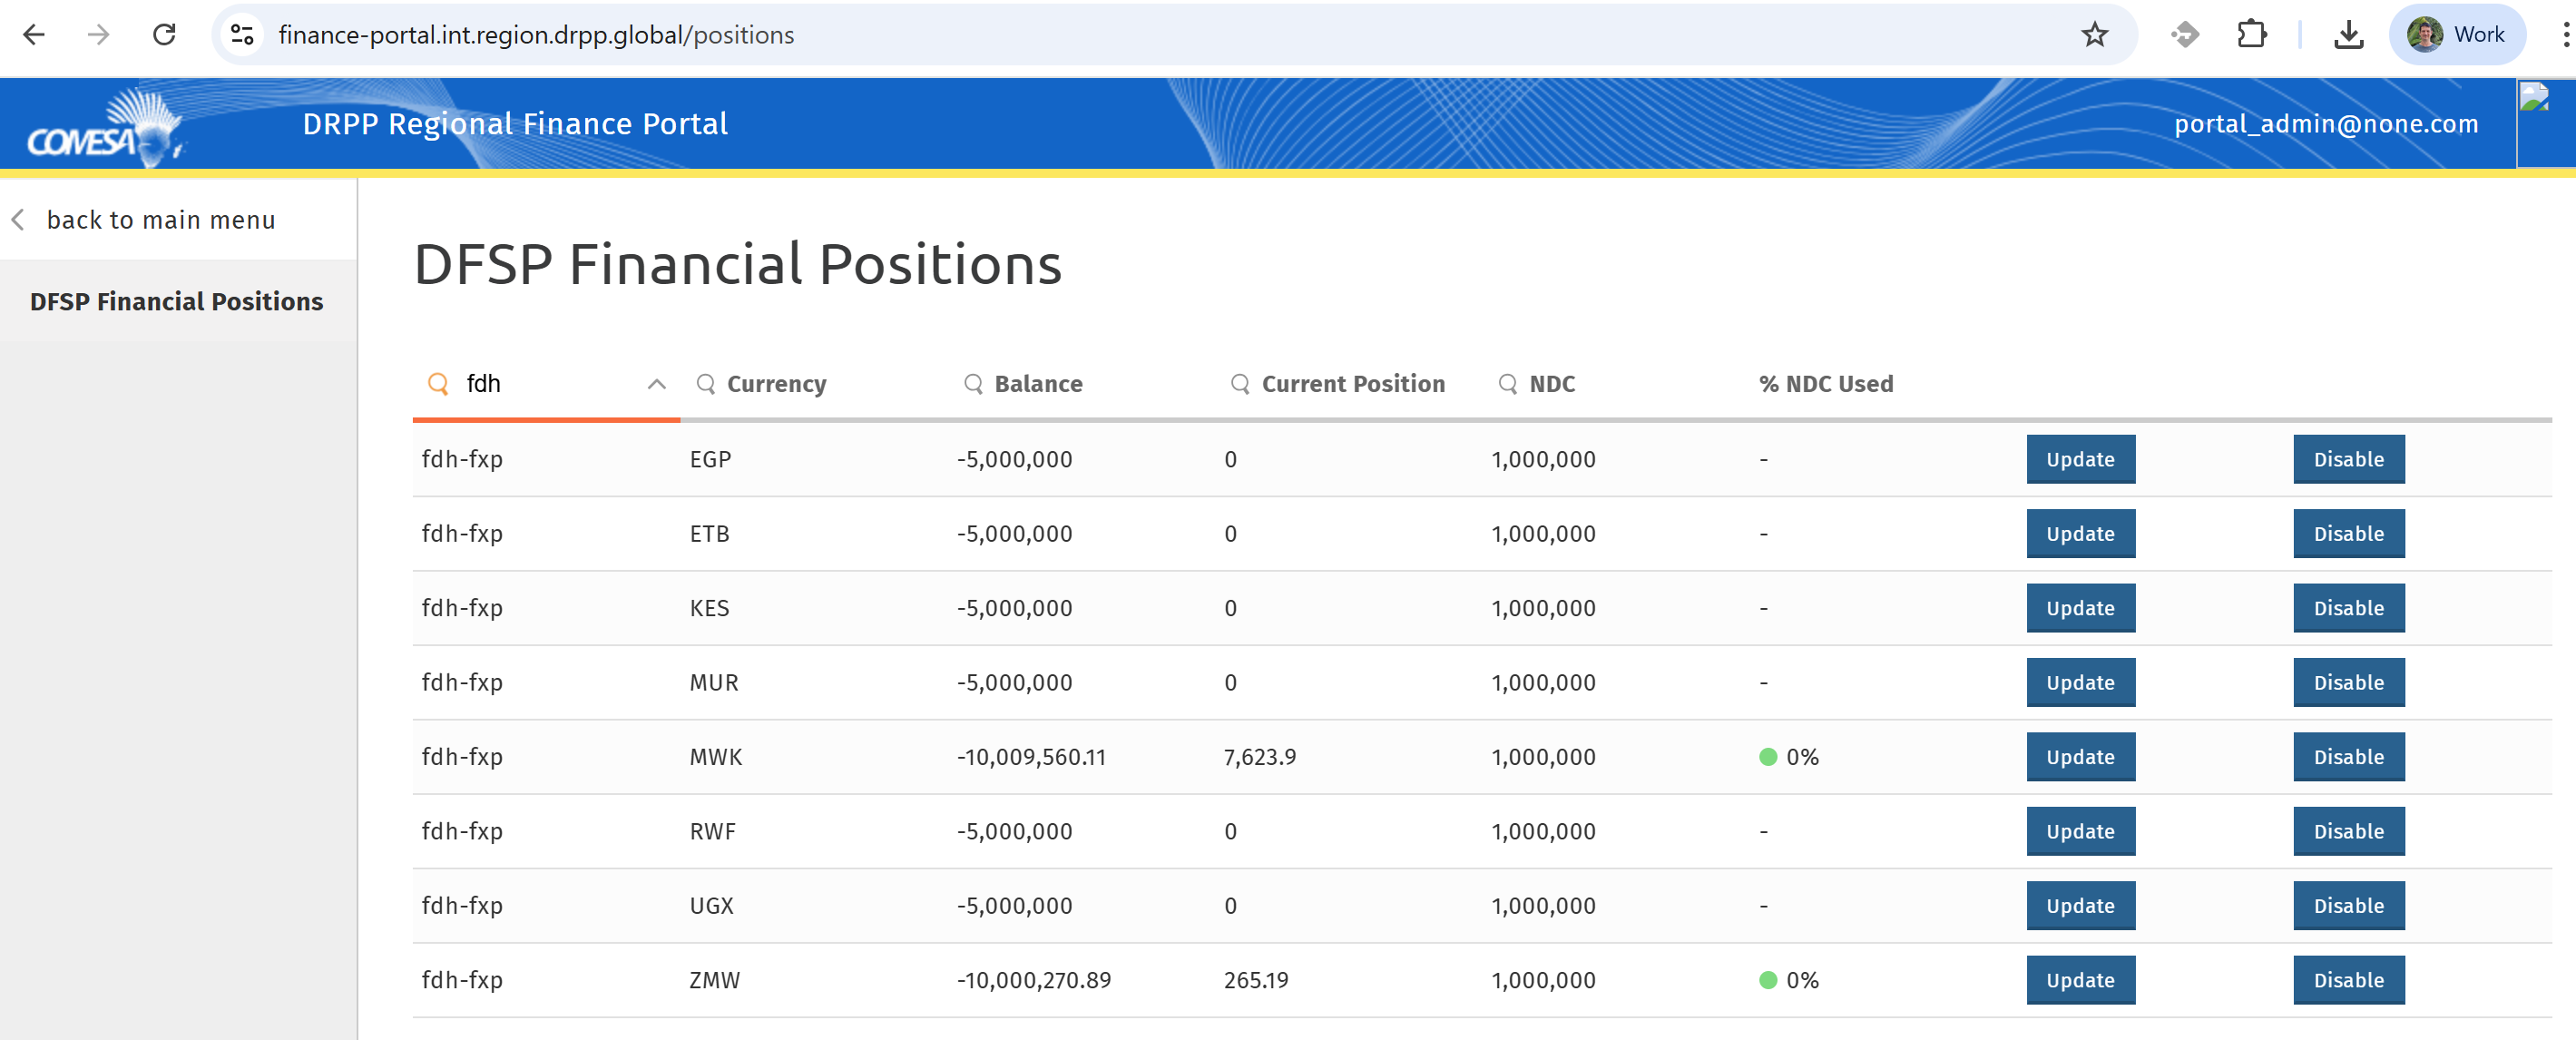 finance-portal.int.region.drpp.global/positions
Work
COMESA
DRPP Regional Finance Portal
portal_admin@none.com
back to main menu
DFSP Financial Positions
DFSP Financial Positions
fdh Currency Balance Current Position NDC % NDC Used
fdh-fxp EGP -5,000,000 0 1,000,000 - Update Disable
fdh-fxp ETB -5,000,000 0 1,000,000 - Update Disable
fdh-fxp KES -5,000,000 0 1,000,000 - Update Disable
fdh-fxp MUR -5,000,000 0 1,000,000 - Update Disable
fdh-fxp MWK -10,009,560.11 7,623.9 1,000,000 0% Update Disable
fdh-fxp RWF -5,000,000 0 1,000,000 - Update Disable
fdh-fxp UGX -5,000,000 0 1,000,000 - Update Disable
fdh-fxp ZMW -10,000,270.89 265.19 1,000,000 0% Update Disable